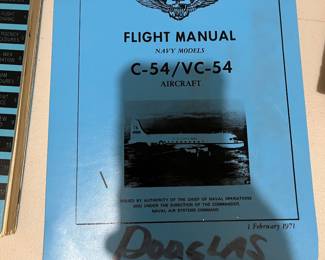 FLIGHT MANUAL
NAVY MODELS
C-54/VC-54
AIRCRAFT
ISSUED BY AUTHORITY OF THE CHIEF OF NAVAL OPERATIONS
AND UNDER THE DIRECTION OF THE COMMANDER,
NAVAL AIR SYSTEMS COMMAND
1 February 1971
DOUGLAS